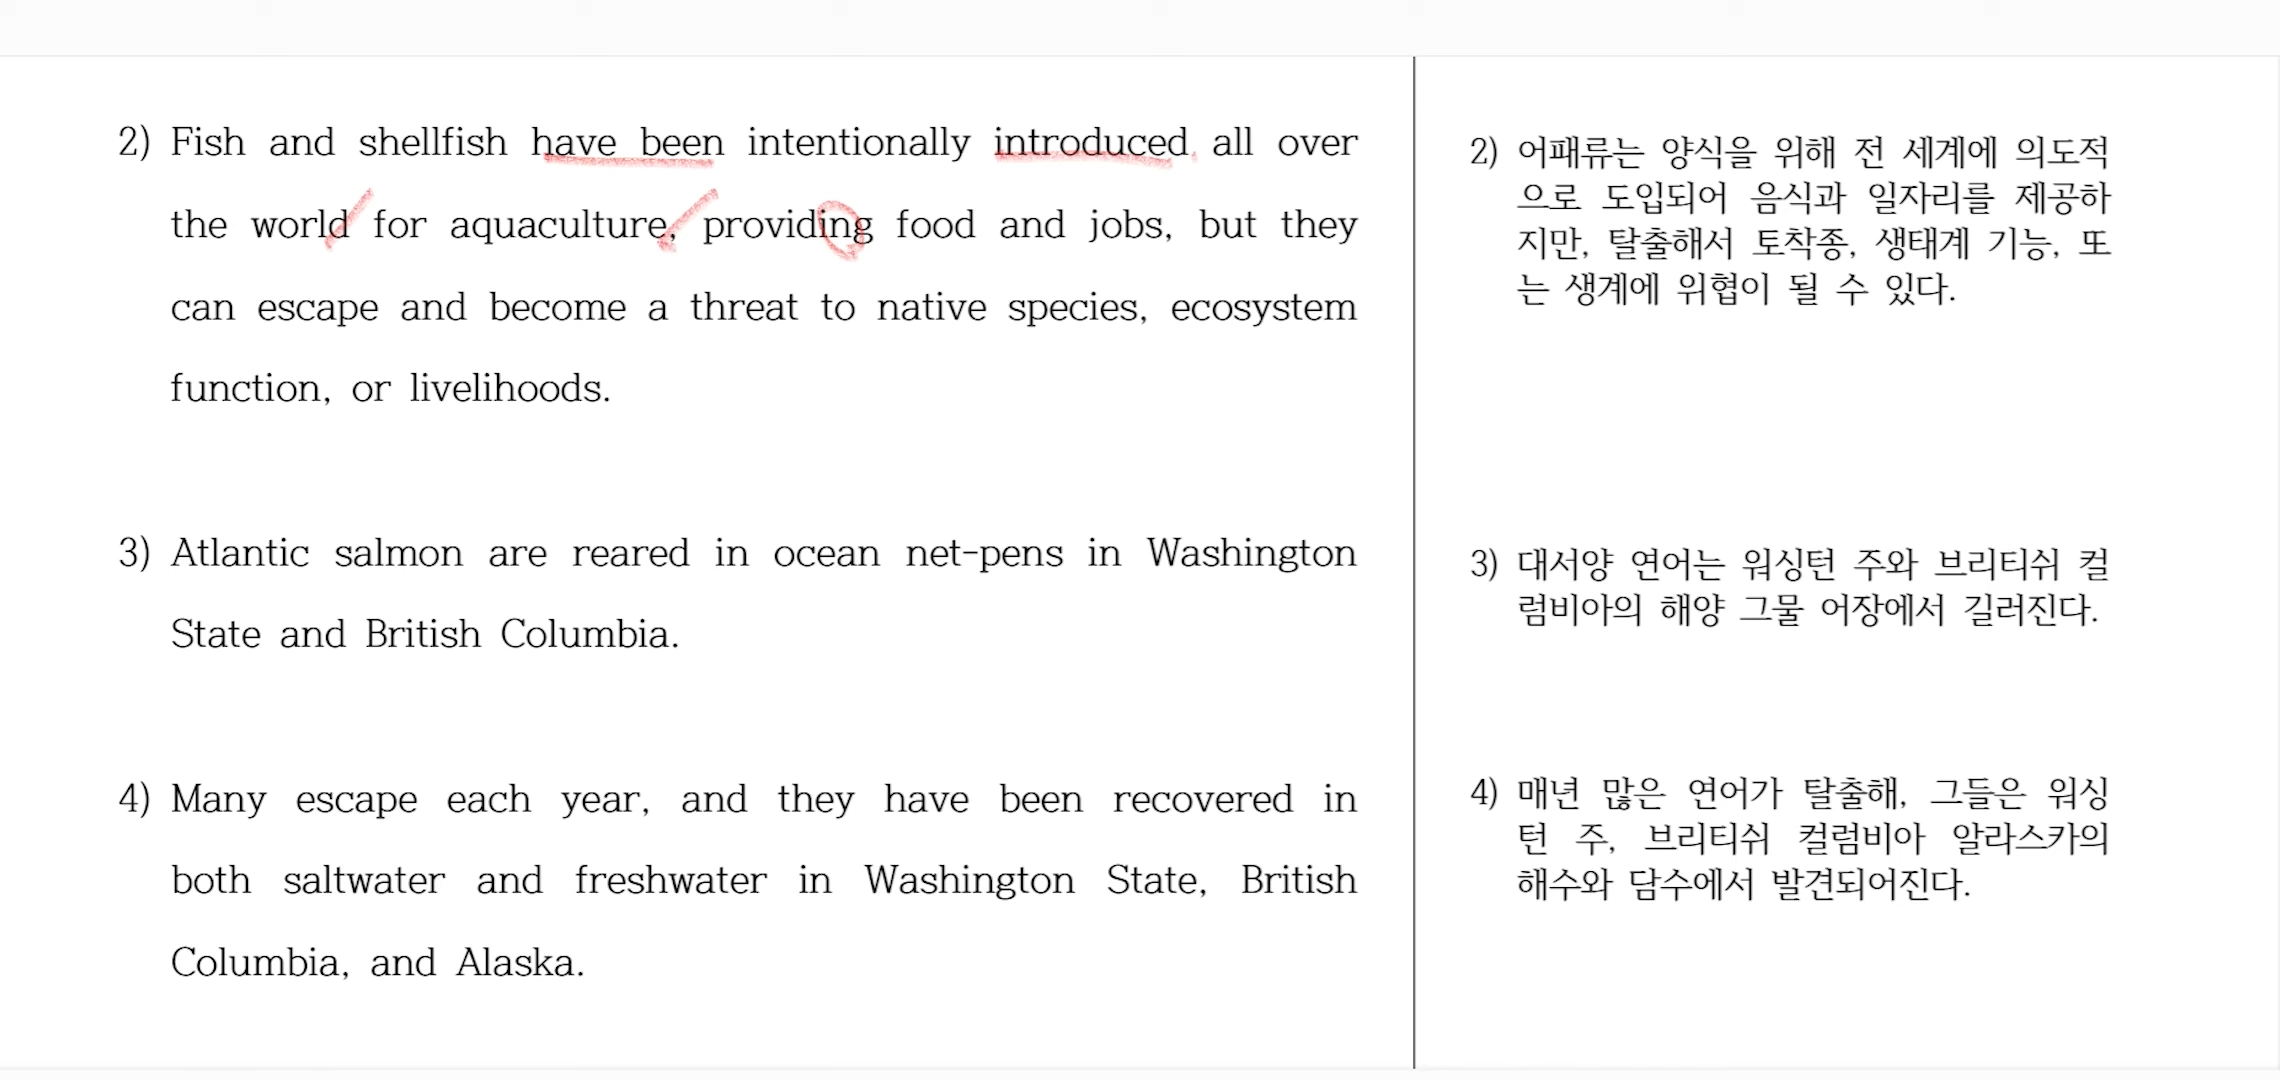 2) Fish and shellfish have been intentionally introduced all over
the world for aquaculture, providing food and jobs, but they
can escape and become a threat to native species, ecosystem
function, or livelihoods.
3) Atlantic salmon are reared in ocean net-pens in Washington
State and British Columbia.
4) Many escape each year, and they have been recovered in
both saltwater and freshwater in Washington State, British
Columbia, and Alaska.
2) 어패류는 양식을 위해 전 세계에 의도적
으로 도입되어 음식과 일자리를 제공하
지만, 탈출해서 토착종, 생태계 기능, 또
는 생계에 위협이 될 수 있다.
3) 대서양 연어는 워싱턴 주와 브리티쉬 컬
럼비아의 해양 그물 어장에서 길러진다.
4) 매년 많은 연어가 탈출해, 그들은 워싱
턴 주, 브리티쉬 컬럼비아 알라스카의
해수와 담수에서 발견되어진다.